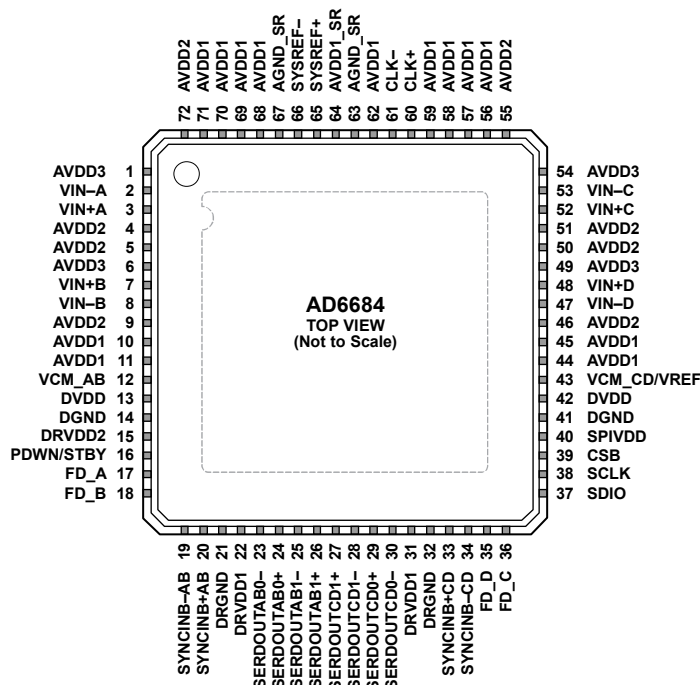 AVDD2
AVDD1
AVDD1
AVDD1
AVDD1
AGND_SR
SYSREF–
SYSREF+
AVDD1_SR
AGND_SR
AVDD1
CLK–
CLK+
AVDD1
AVDD1
AVDD1
AVDD1
AVDD2
72 71 70 69 68 67 66 65 64 63 62 61 60 59 58 57 56 55
AVDD3 1
VIN–A 2
VIN+A 3
AVDD2 4
AVDD2 5
AVDD3 6
VIN+B 7
VIN–B 8
AVDD2 9
AVDD1 10
AVDD1 11
VCM_AB 12
DVDD 13
DGND 14
DRVDD2 15
PDWN/STBY 16
FD_A 17
FD_B 18
AD6684
TOP VIEW
(Not to Scale)
54 AVDD3
53 VIN–C
52 VIN+C
51 AVDD2
50 AVDD2
49 AVDD3
48 VIN+D
47 VIN–D
46 AVDD2
45 AVDD1
44 AVDD1
43 VCM_CD/VREF
42 DVDD
41 DGND
40 SPIVDD
39 CSB
38 SCLK
37 SDIO
19 20 21 22 23 24 25 26 27 28 29 30 31 32 33 34 35 36
SYNCINB–AB
SYNCINB+AB
DRGND
DRVDD1
SERDOUTAB0–
SERDOUTAB0+
SERDOUTAB1–
SERDOUTAB1+
SERDOUTCD1+
SERDOUTCD1–
SERDOUTCD0+
SERDOUTCD0–
DRVDD1
DRGND
SYNCINB+CD
SYNCINB–CD
FD_D
FD_C